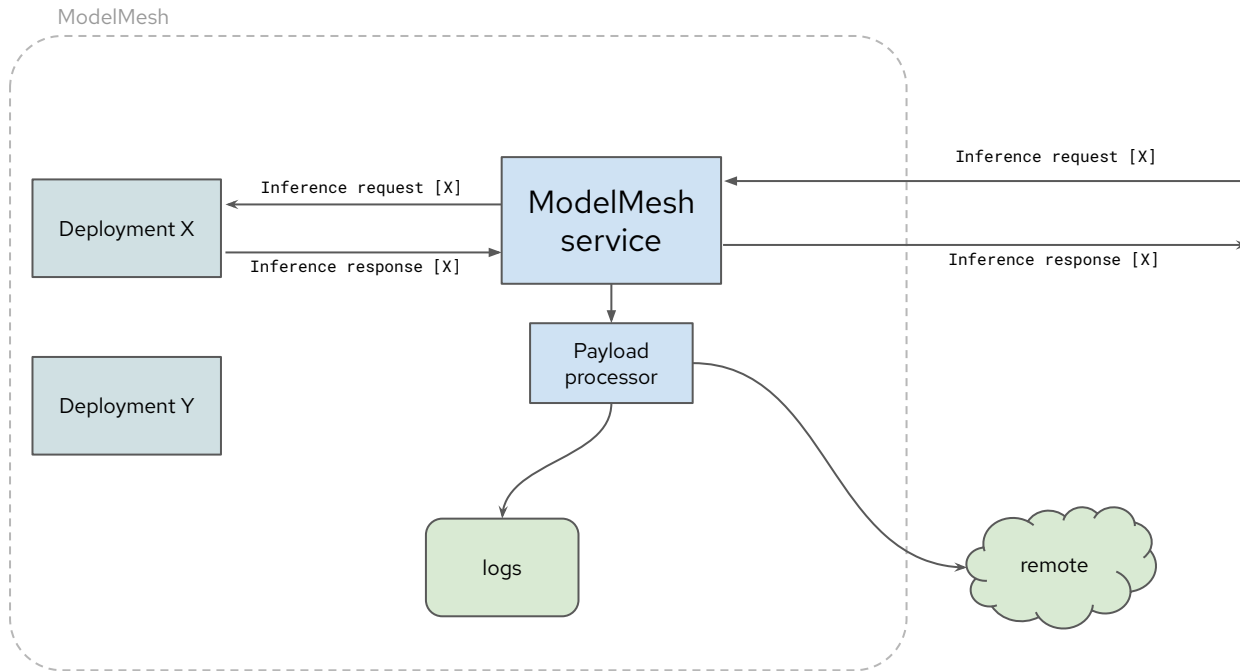 ModelMesh
Inference request [X]
Inference request [X]
ModelMesh
service
Deployment X
Inference response [X]
Inference response [X]
Payload
processor
Deployment Y
logs
remote